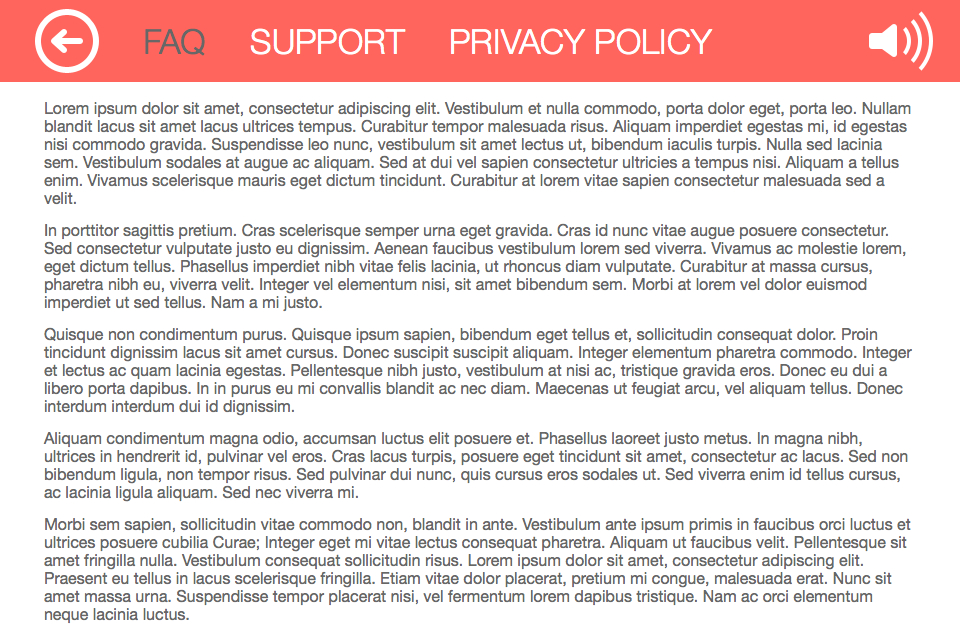 FAQ SUPPORT PRIVACY POLICY
Lorem ipsum dolor sit amet, consectetur adipiscing elit. Vestibulum et nulla commodo, porta dolor eget, porta leo. Nullam
blandit lacus sit amet lacus ultrices tempus. Curabitur tempor malesuada risus. Aliquam imperdiet egestas mi, id egestas
nisi commodo gravida. Suspendisse leo nunc, vestibulum sit amet lectus ut, bibendum iaculis turpis. Nulla sed lacinia
sem. Vestibulum sodales at augue ac aliquam. Sed at dui vel sapien consectetur ultricies a tempus nisi. Aliquam a tellus
enim. Vivamus scelerisque mauris eget dictum tincidunt. Curabitur at lorem vitae sapien consectetur malesuada sed a
velit.
In porttitor sagittis pretium. Cras scelerisque semper urna eget gravida. Cras id nunc vitae augue posuere consectetur.
Sed consectetur vulputate justo eu dignissim. Aenean faucibus vestibulum lorem sed viverra. Vivamus ac molestie lorem,
eget dictum tellus. Phasellus imperdiet nibh vitae felis lacinia, ut rhoncus diam vulputate. Curabitur at massa cursus,
pharetra nibh eu, viverra velit. Integer vel elementum nisi, sit amet bibendum sem. Morbi at lorem vel dolor euismod
imperdiet ut sed tellus. Nam a mi justo.
Quisque non condimentum purus. Quisque ipsum sapien, bibendum eget tellus et, sollicitudin consequat dolor. Proin
tincidunt dignissim lacus sit amet cursus. Donec suscipit suscipit aliquam. Integer elementum pharetra commodo. Integer
et lectus ac quam lacinia egestas. Pellentesque nibh justo, vestibulum at nisi ac, tristique gravida eros. Donec eu dui a
libero porta dapibus. In in purus eu mi convallis blandit ac nec diam. Maecenas ut feugiat arcu, vel aliquam tellus. Donec
interdum interdum dui id dignissim.
Aliquam condimentum magna odio, accumsan luctus elit posuere et. Phasellus laoreet justo metus. In magna nibh,
ultrices in hendrerit id, pulvinar vel eros. Cras lacus turpis, posuere eget tincidunt sit amet, consectetur ac lacus. Sed non
bibendum ligula, non tempor risus. Sed pulvinar dui nunc, quis cursus eros sodales ut. Sed viverra enim id tellus cursus,
ac lacinia ligula aliquam. Sed nec viverra mi.
Morbi sem sapien, sollicitudin vitae commodo non, blandit in ante. Vestibulum ante ipsum primis in faucibus orci luctus et
ultrices posuere cubilia Curae; Integer eget mi vitae lectus consequat pharetra. Aliquam ut faucibus velit. Pellentesque sit
amet fringilla nulla. Vestibulum consequat sollicitudin risus. Lorem ipsum dolor sit amet, consectetur adipiscing elit.
Praesent eu tellus in lacus scelerisque fringilla. Etiam vitae dolor placerat, pretium mi congue, malesuada erat. Nunc sit
amet massa urna. Suspendisse tempor placerat nisi, vel fermentum lorem dapibus tristique. Nam ac orci elementum
neque lacinia luctus.